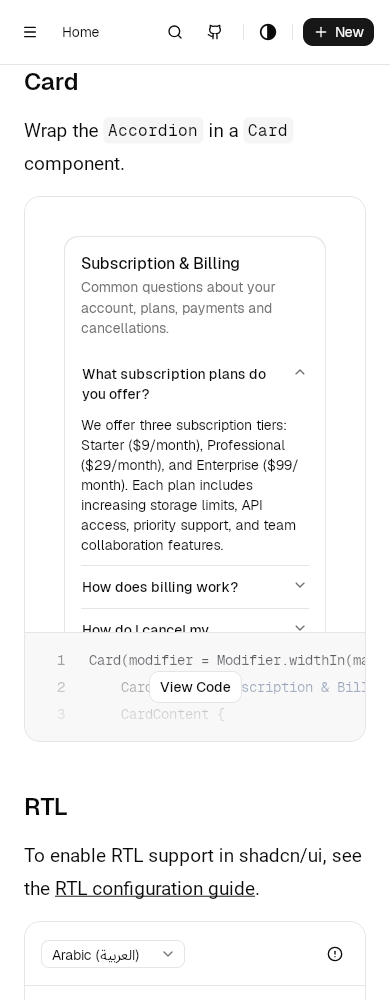 Home
New
Card
Wrap the Accordion in a Card
component.
Subscription & Billing
Common questions about your
account, plans, payments and
cancellations.
What subscription plans do
you offer?
We offer three subscription tiers:
Starter ($9/month), Professional
($29/month), and Enterprise ($99/
month). Each plan includes
increasing storage limits, API
access, priority support, and team
collaboration features.
How does billing work?
How do I cancel my
1 Card(modifier = Modifier.widthIn(ma
2 Card
View Code
scription & Bill
3 CardContent {
RTL
To enable RTL support in shadcn/ui, see
the RTL configuration guide.
Arabic (العربية)